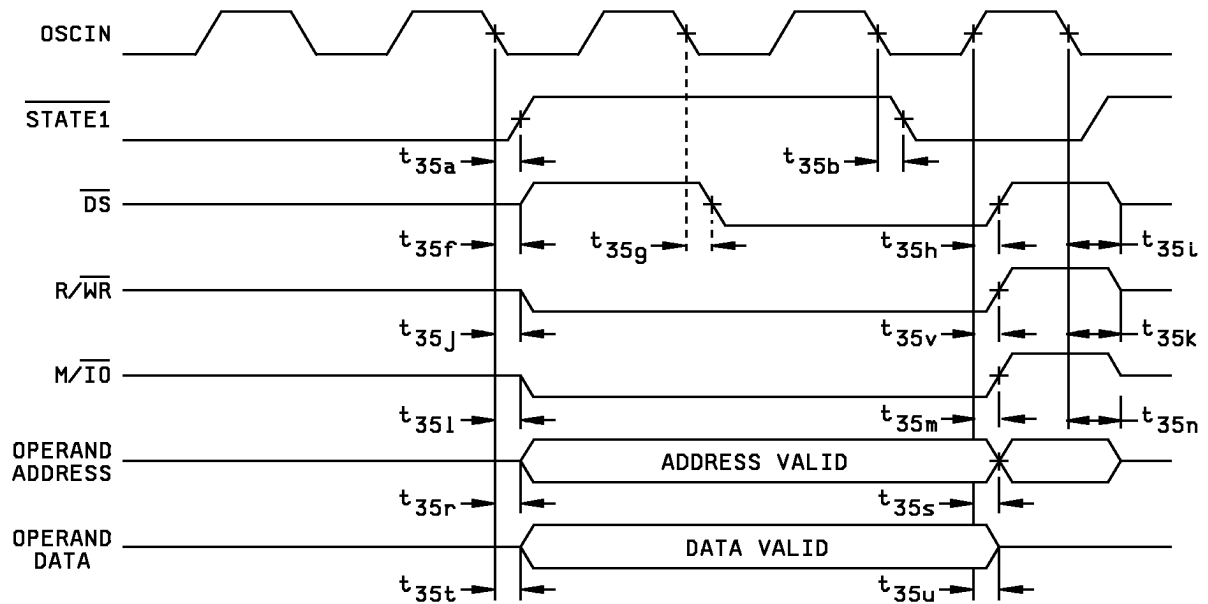 OSCIN
STATE1
t35a
t35b
DS
t35f
t35g
t35h
t35i
R/WR
t35j
t35v
t35k
M/IO
t35l
t35m
t35n
OPERAND
ADDRESS
ADDRESS VALID
t35r
t35s
OPERAND
DATA
DATA VALID
t35t
t35u